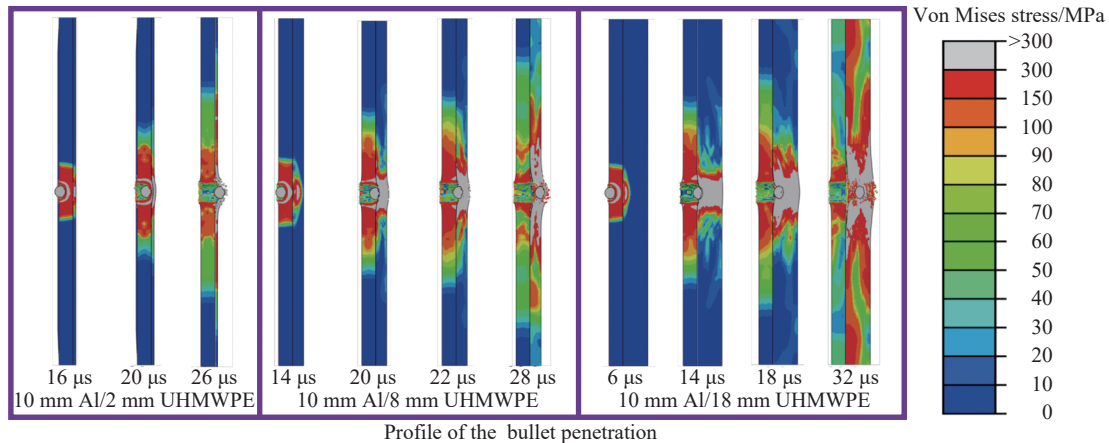 Von Mises stress/MPa
>300
300
150
100
90
80
70
60
50
40
30
20
10
0
16 μs 20 μs 26 μs
10 mm Al/2 mm UHMWPE
14 μs 20 μs 22 μs 28 μs
10 mm Al/8 mm UHMWPE
6 μs 14 μs 18 μs 32 μs
10 mm Al/18 mm UHMWPE
Profile of the bullet penetration